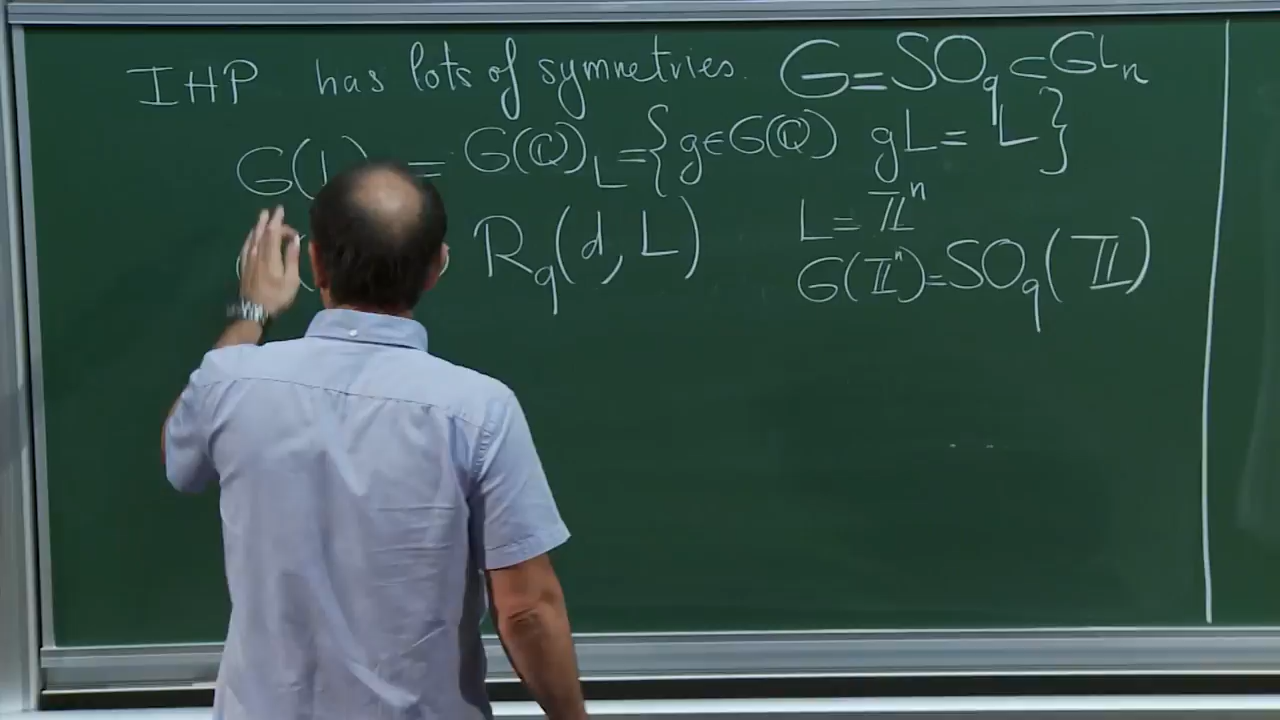 IHP has lots of symmetries. G=SO_q ⊂ GL_n
G(L) = G(ℚ)_L = {g∈G(ℚ) gL = L}
R_q(d, L) L = ℤ^n
G(ℤ^n)=SO_q(ℤ)